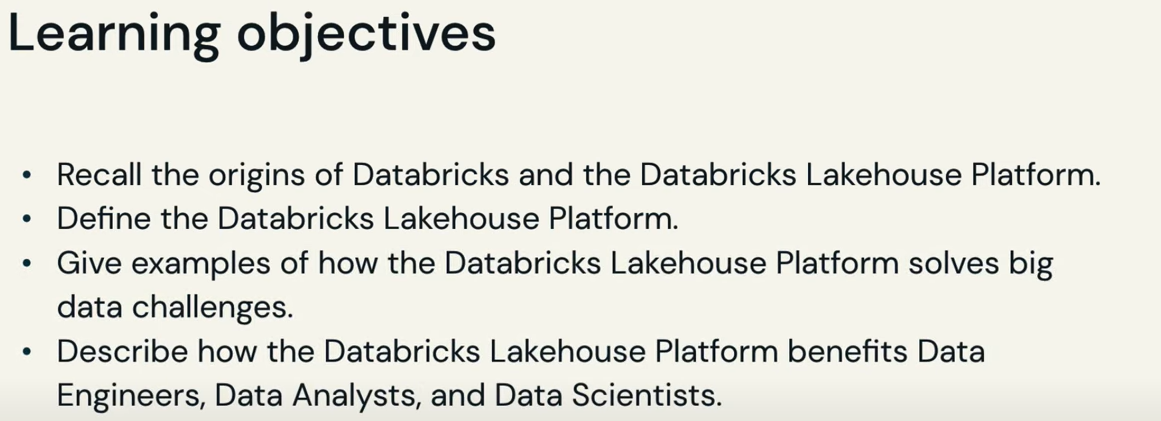 Learning objectives
• Recall the origins of Databricks and the Databricks Lakehouse Platform.
• Define the Databricks Lakehouse Platform.
• Give examples of how the Databricks Lakehouse Platform solves big
data challenges.
• Describe how the Databricks Lakehouse Platform benefits Data
Engineers, Data Analysts, and Data Scientists.